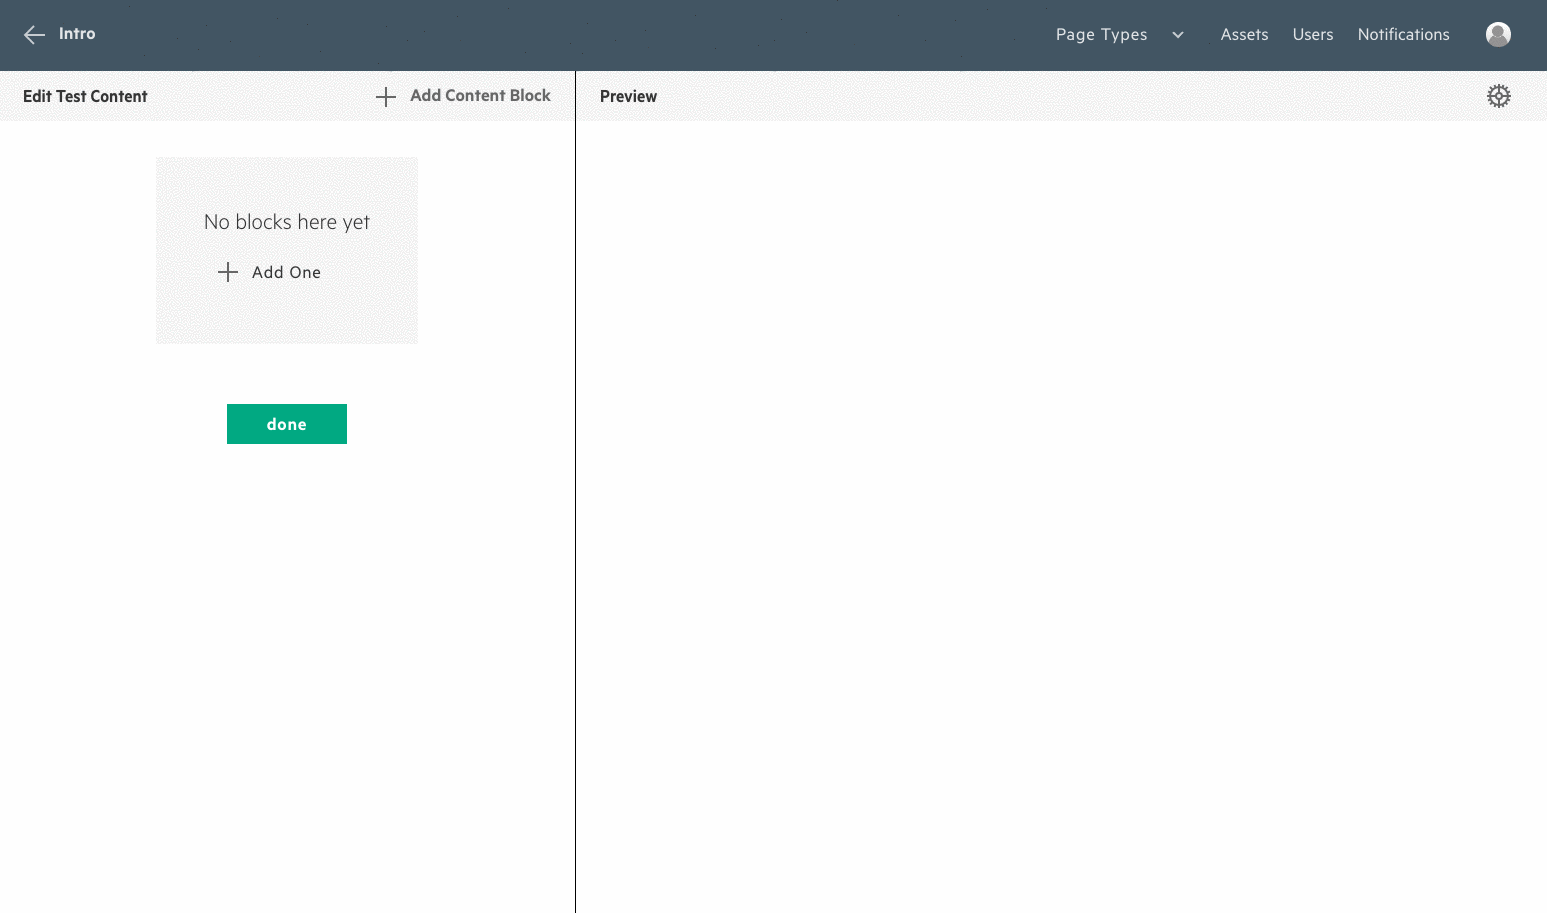 Intro
Page Types
Assets
Users
Notifications
Edit Test Content
Add Content Block
Preview
No blocks here yet
Add One
done